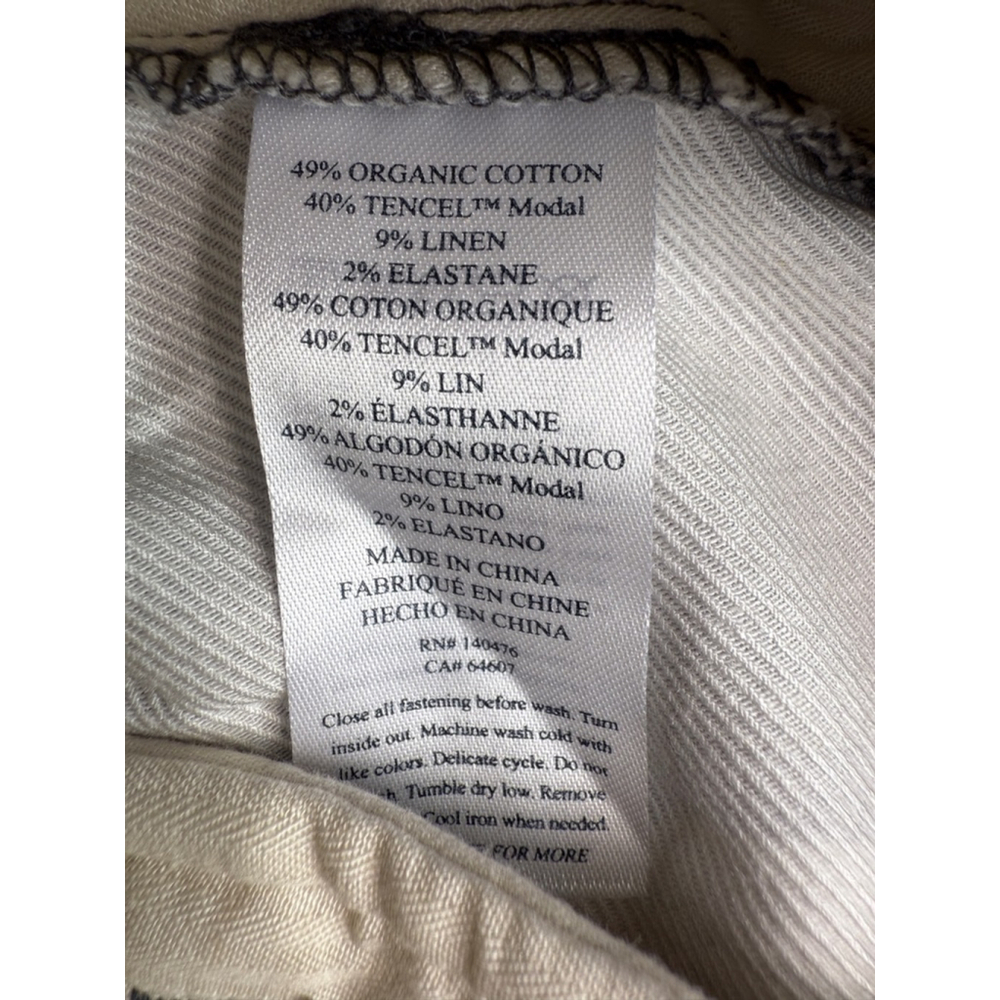 49% ORGANIC COTTON
40% TENCEL™ Modal
9% LINEN
2% ELASTANE
49% COTON ORGANIQUE
40% TENCEL™ Modal
9% LIN
2% ÉLASTHANNE
49% ALGODÓN ORGÁNICO
40% TENCEL™ Modal
9% LINO
2% ELASTANO
MADE IN CHINA
FABRIQUÉ EN CHINE
HECHO EN CHINA
RN# 140476
CA# 64607
Close all fastening before wash. Turn
inside out. Machine wash cold with
like colors. Delicate cycle. Do not
Tumble dry low. Remove
Cool iron when needed.
FOR MORE